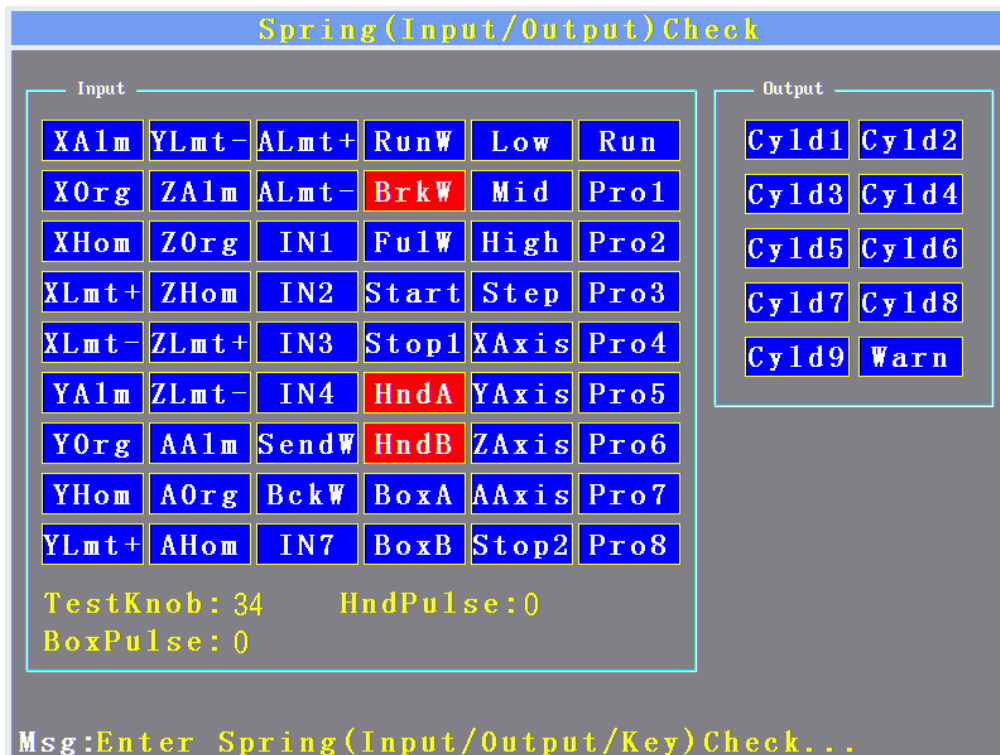 Spring(Input/Output)Check
Input
Output
XAlm YLmt- ALmt+ RunW Low Run
Cyld1 Cyld2
XOrg ZAlm ALmt- BrkW Mid Pro1
Cyld3 Cyld4
XHom ZOrg IN1 FulW High Pro2
Cyld5 Cyld6
XLmt+ ZHom IN2 Start Step Pro3
Cyld7 Cyld8
XLmt- ZLmt+ IN3 Stop1 XAxis Pro4
Cyld9 Warn
YAlm ZLmt- IN4 HndA YAxis Pro5
YOrg AAlm SendW HndB ZAxis Pro6
YHom AOrg BckW BoxA AAxis Pro7
YLmt+ AHom IN7 BoxB Stop2 Pro8
TestKnob: 34 HndPulse:0
BoxPulse: 0
Msg:Enter Spring(Input/Output/Key)Check...